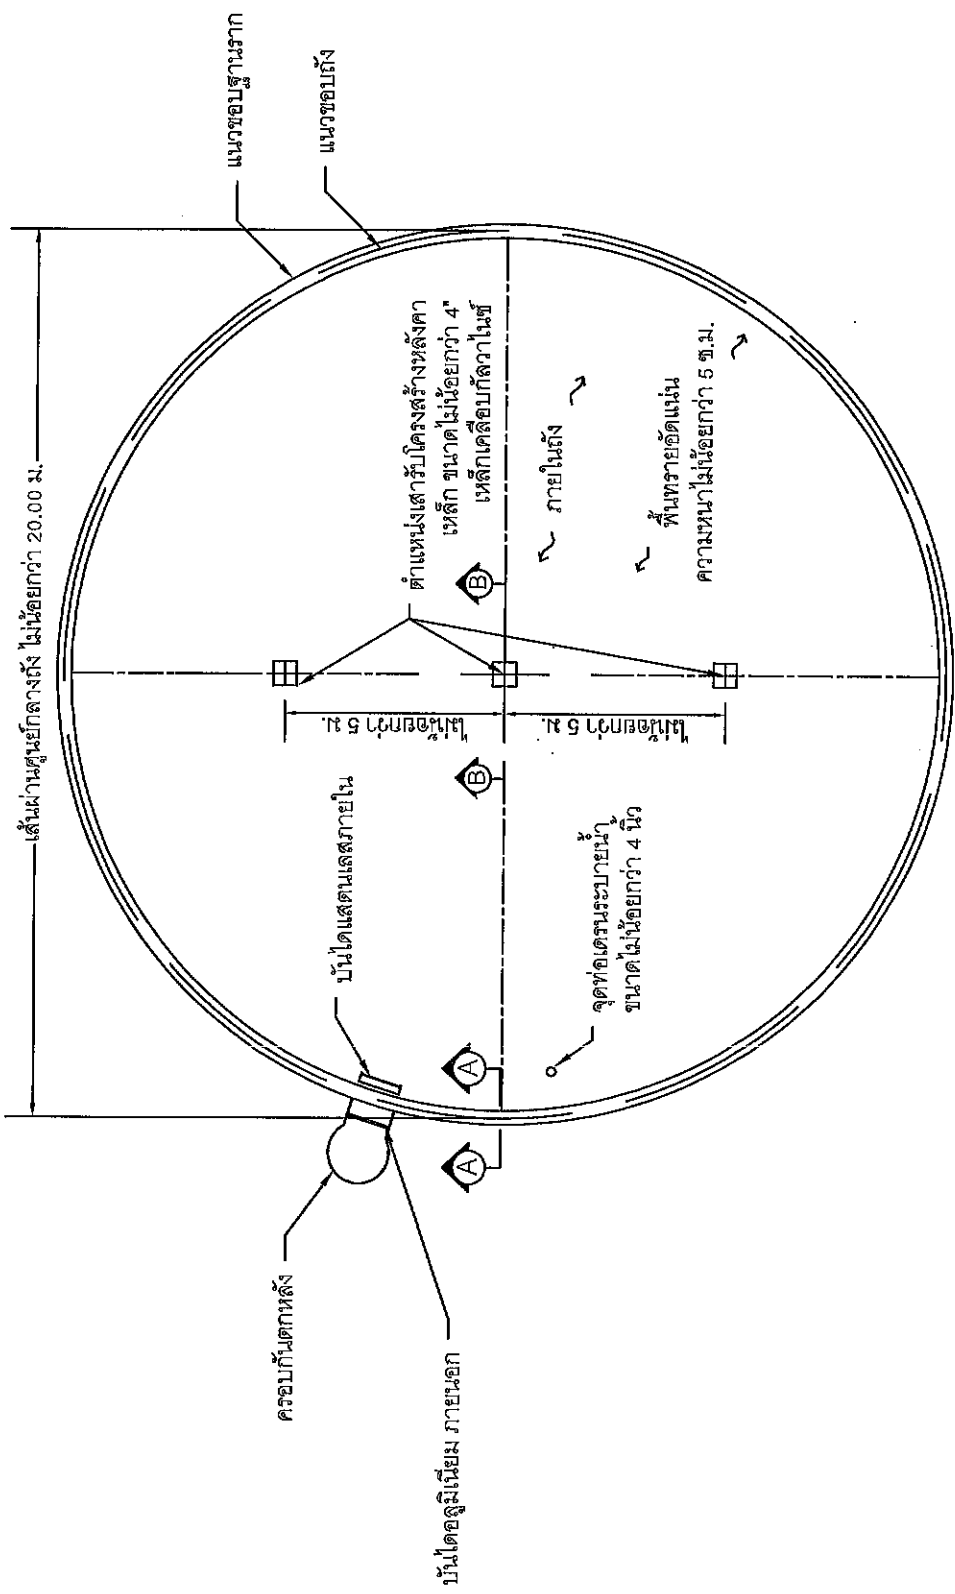 เส้นผ่านศูนย์กลางถัง ไม่น้อยกว่า 20.00 ม.
แนวขอบฐานราก
แนวขอบถัง
ครอบกันตกหลัง
บันไดอลูมิเนียม ภายนอก
บันไดแสตนเลสภายใน
ตำแหน่งเสารับโครงสร้างหลังคา
เหล็ก ขนาดไม่น้อยกว่า 4"
เหล็กเคลือบกัลวาไนซ์
ไม่น้อยกว่า 5 ม.
ไม่น้อยกว่า 5 ม.
A
A
B
B
ภายในถัง
พื้นทรายอัดแน่น
ความหนาไม่น้อยกว่า 5 ซ.ม.
จุดท่อเดรนระบายน้ำ
ขนาดไม่น้อยกว่า 4 นิ้ว